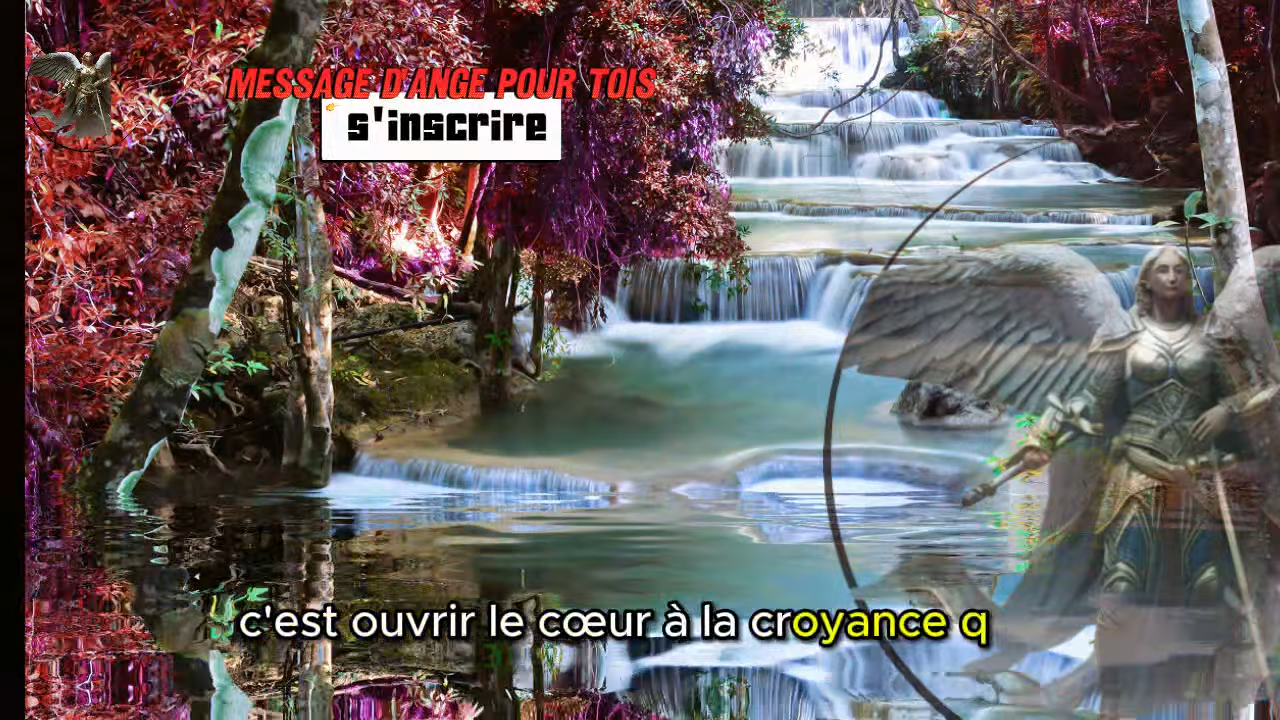 MESSAGE D'ANGE POUR TOIS
s'inscrire
c'est ouvrir le cœur à la croyance q